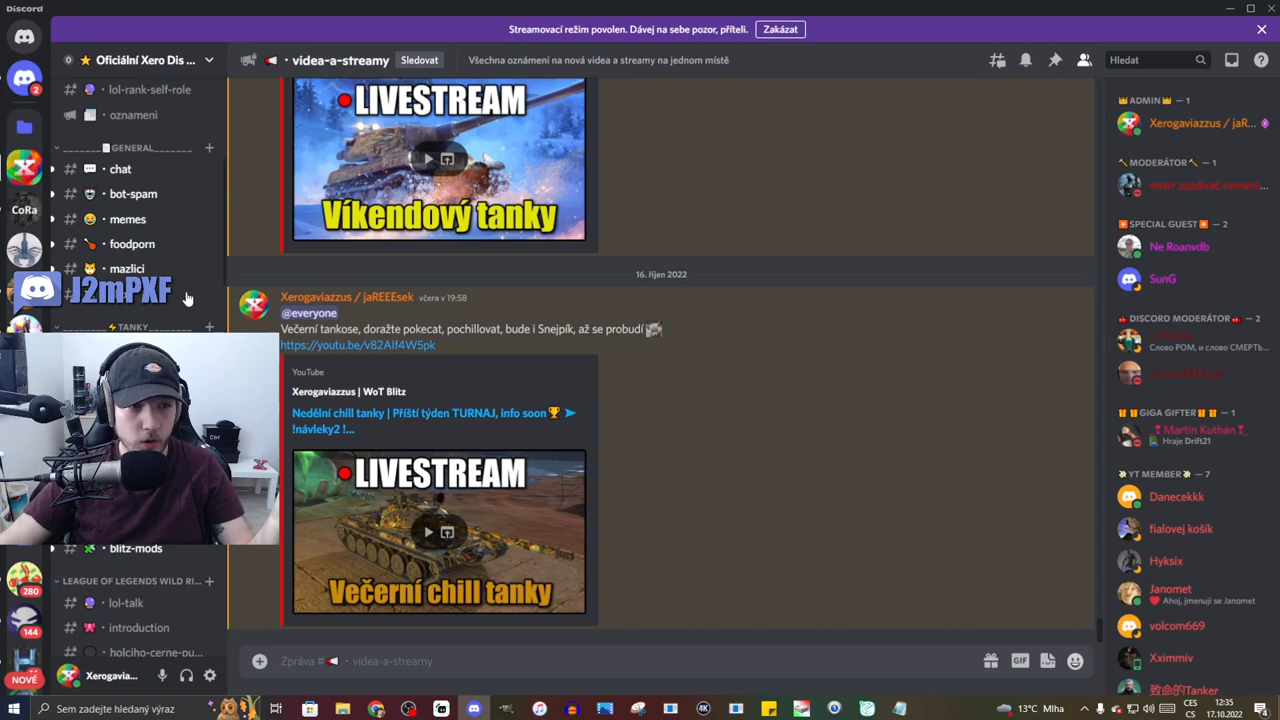 Discord
Streamovací režim povolen. Dávej na sebe pozor, příteli.
Zakázat
Oficiální Xero Dis ...
videa-a-streamy
Sledovat
Všechna oznámení na nová videa a streamy na jednom místě
Hledat
2
lol-rank-self-role
oznameni
_______GENERAL_______
chat
bot-spam
memes
foodporn
mazlici
CoRa
J2mPXF
________TANKY________
blitz-mods
LEAGUE OF LEGENDS WILD RI...
lol-talk
introduction
holciho-cerne-pu...
280
144
NOVÉ
Xerogavia...
LIVESTREAM
Víkendový tanky
16. říjen 2022
Xerogaviazzus / jaREEEsek včera v 19:58
@everyone
Večerní tankose, doražte pokecat, pochillovat, bude i Snejpík, až se probudí
https://youtu.be/v82Alf4W5pk
YouTube
Xerogaviazzus | WoT Blitz
Nedělní chill tanky | Příští týden TURNAJ, info soon🏆 ➤
!návleky2 !...
LIVESTREAM
Večerní chill tanky
Zpráva # videa-a-streamy
GIF
ADMIN — 1
Xerogaviazzus / jaR...
MODERÁTOR — 1
SPECIAL GUEST — 2
Ne Roanvdb
SunG
DISCORD MODERÁTOR — 2
Слово РОМ, и слово СМЕРТЬ...
GIGA GIFTER — 1
Martin Kuthan
Hraje Drift21
YT MEMBER — 7
Danecekkk
fialovej košík
Hyksix
Janomet
Ahoj, jmenuji se Janomet
volcom669
Xximmiv
致命的Tanker
Sem zadejte hledaný výraz
4K
13°C Mlha
CES
CS
12:35
17.10.2022